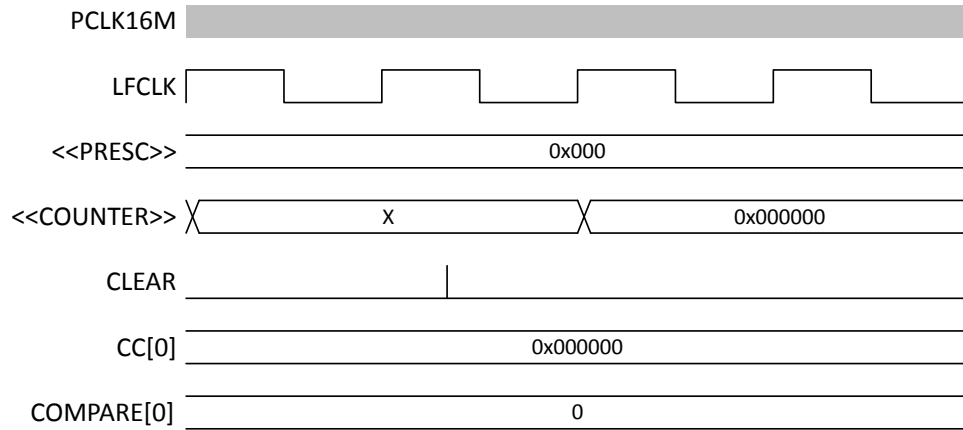 PCLK16M
LFCLK
<<PRESC>> 0x000
<<COUNTER>> X 0x000000
CLEAR
CC[0] 0x000000
COMPARE[0] 0